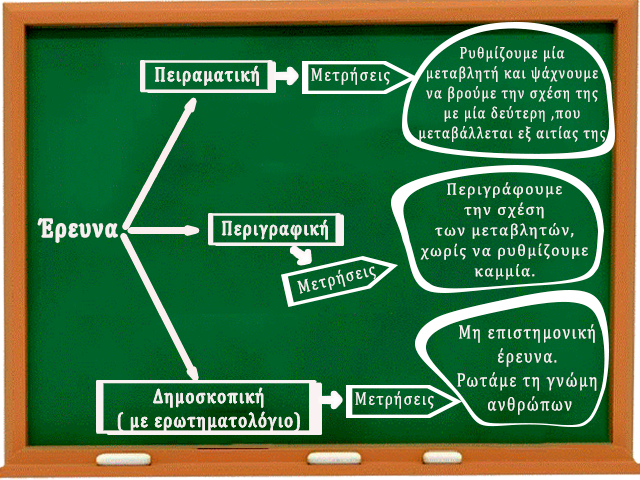 Έρευνα
Πειραματική
Μετρήσεις
Ρυθμίζουμε μία
μεταβλητή και ψάχνουμε
να βρούμε την σχέση της
με μία δεύτερη ,που
μεταβάλλεται εξ αιτίας της
Περιγραφική
Μετρήσεις
Περιγράφουμε
την σχέση
των μεταβλητών,
χωρίς να ρυθμίζουμε
καμμία.
Δημοσκοπική
( με ερωτηματολόγιο)
Μετρήσεις
Μη επιστημονική
έρευνα.
Ρωτάμε τη γνώμη
ανθρώπων